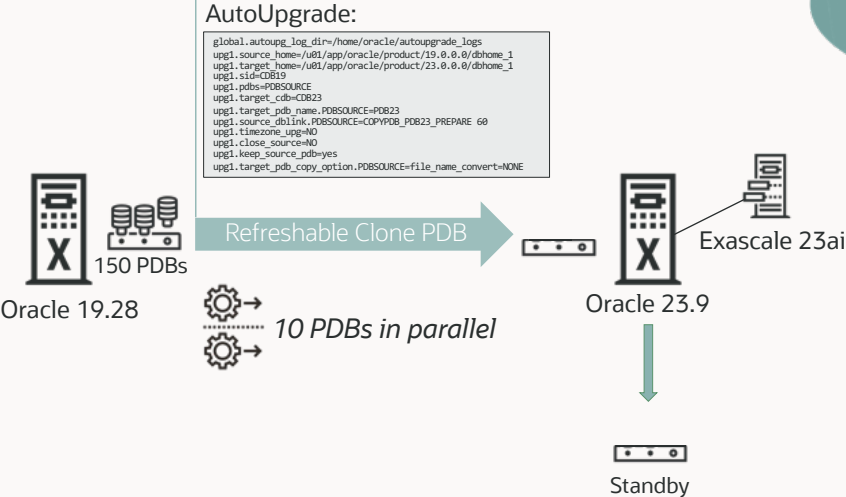 AutoUpgrade:
global.autoupg_log_dir=/home/oracle/autoupgrade_logs
upg1.source_home=/u01/app/oracle/product/19.0.0.0/dbhome_1
upg1.target_home=/u01/app/oracle/product/23.0.0.0/dbhome_1
upg1.sid=CDB19
upg1.pdbs=PDBSOURCE
upg1.target_cdb=CDB23
upg1.target_pdb_name.PDBSOURCE=PDB23
upg1.source_dblink.PDBSOURCE=COPYPDB_PDB23_PREPARE 60
upg1.timezone_upg=NO
upg1.close_source=NO
upg1.keep_source_pdb=yes
upg1.target_pdb_copy_option.PDBSOURCE=file_name_convert=NONE
X
150 PDBs
Oracle 19.28
Refreshable Clone PDB
10 PDBs in parallel
X
Oracle 23.9
Exascale 23ai
Standby